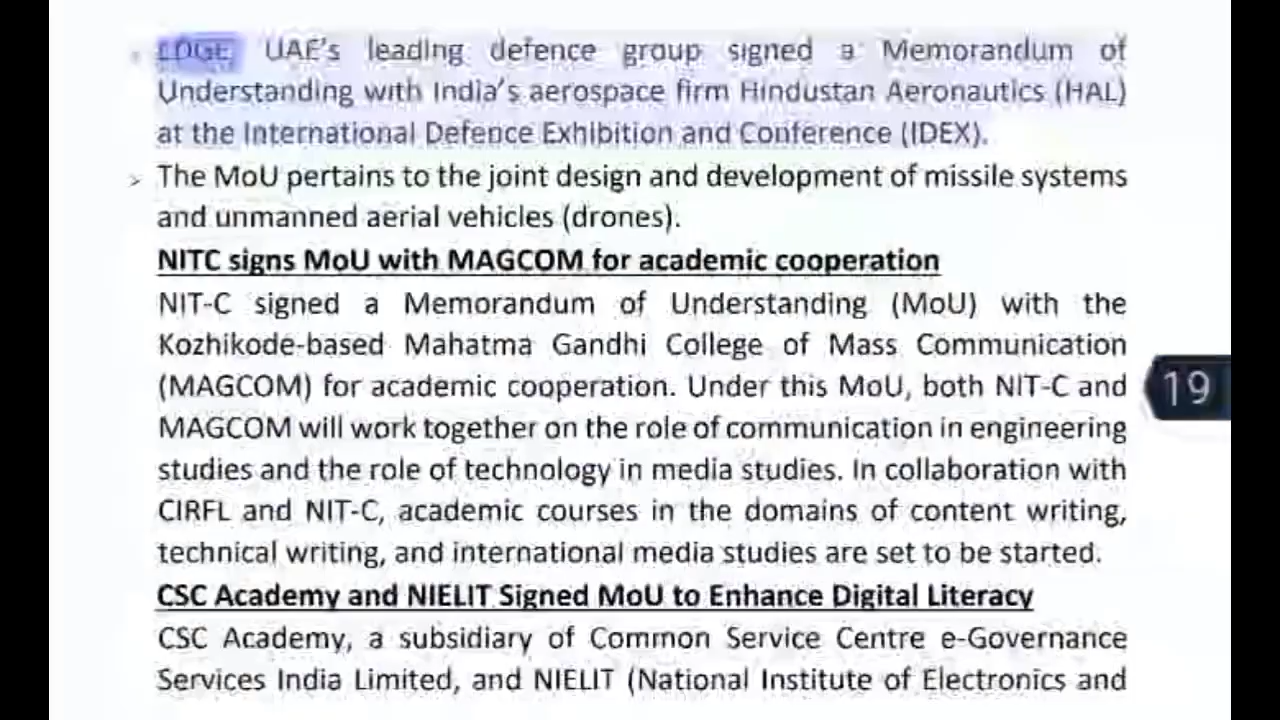 EDGE, UAE's leading defence group signed a Memorandum of
Understanding with India's aerospace firm Hindustan Aeronautics (HAL)
at the International Defence Exhibition and Conference (IDEX).
> The MoU pertains to the joint design and development of missile systems
and unmanned aerial vehicles (drones).
NITC signs MoU with MAGCOM for academic cooperation
NIT-C signed a Memorandum of Understanding (MoU) with the
Kozhikode-based Mahatma Gandhi College of Mass Communication
(MAGCOM) for academic cooperation. Under this MoU, both NIT-C and
MAGCOM will work together on the role of communication in engineering
studies and the role of technology in media studies. In collaboration with
CIRFL and NIT-C, academic courses in the domains of content writing,
technical writing, and international media studies are set to be started.
CSC Academy and NIELIT Signed MoU to Enhance Digital Literacy
CSC Academy, a subsidiary of Common Service Centre e-Governance
Services India Limited, and NIELIT (National Institute of Electronics and
19